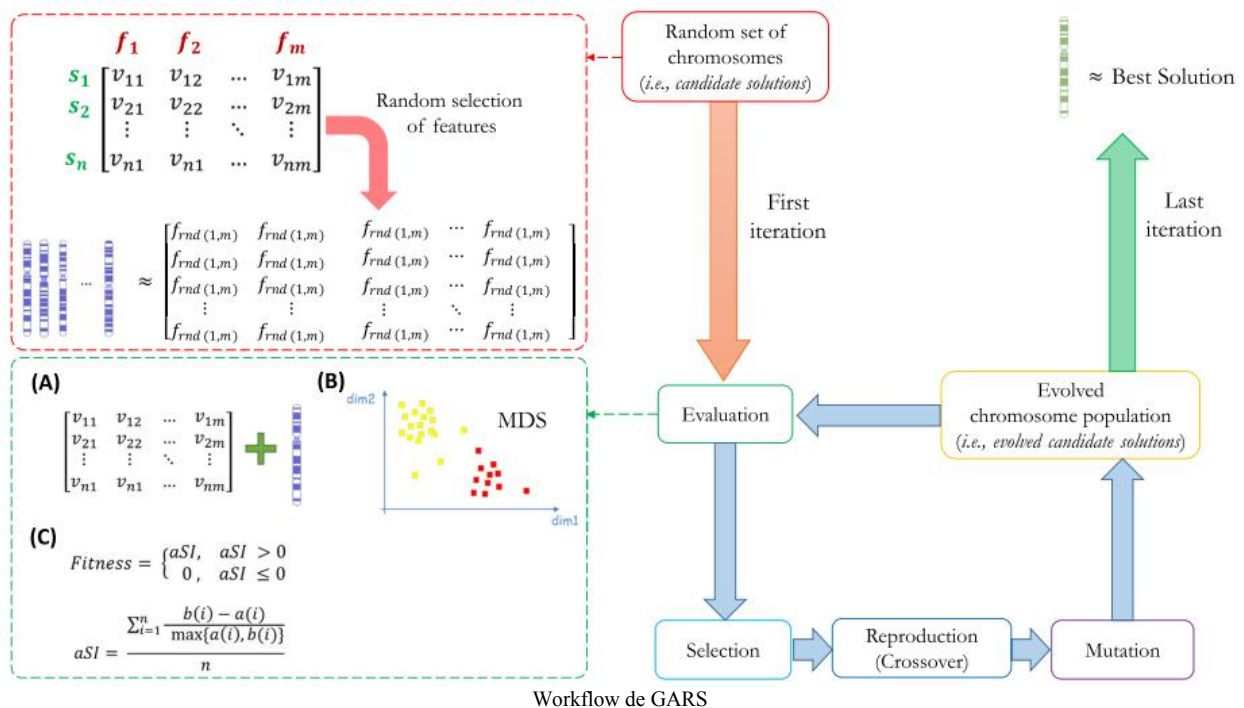 f1 f2 fm
s1 v11 v12 ... v1m
s2 v21 v22 ... v2m
⋮ ⋮ ⋱ ⋮
sn vn1 vn1 ... vnm
Random selection
of features
≈
frnd (1,m) frnd (1,m) frnd (1,m) ⋯ frnd (1,m)
frnd (1,m) frnd (1,m) frnd (1,m) ⋯ frnd (1,m)
... frnd (1,m) frnd (1,m) frnd (1,m) ⋯ frnd (1,m)
⋮ ⋮ ⋮ ⋱ ⋮
frnd (1,m) frnd (1,m) frnd (1,m) ⋯ frnd (1,m)
Random set of
chromosomes
(i.e., candidate solutions)
≈ Best Solution
First
iteration
Last
iteration
(A)
v11 v12 ... v1m
v21 v22 ... v2m
⋮ ⋮ ⋱ ⋮
vn1 vn1 ... vnm
(B)
dim2
MDS
dim1
(C)
Fitness = { aSI, aSI > 0
0, aSI ≤ 0
aSI = ∑i=1^n b(i) − a(i) / max{a(i), b(i)} / n
Evaluation
Evolved
chromosome population
(i.e., evolved candidate solutions)
Selection
Reproduction
(Crossover)
Mutation
Workflow de GARS